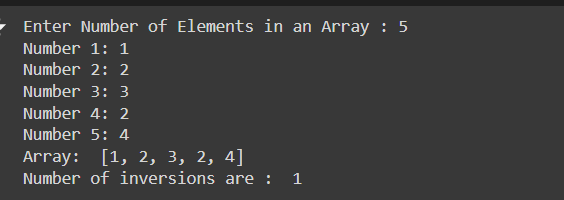 Enter Number of Elements in an Array : 5
Number 1: 1
Number 2: 2
Number 3: 3
Number 4: 2
Number 5: 4
Array:  [1, 2, 3, 2, 4]
Number of inversions are :  1